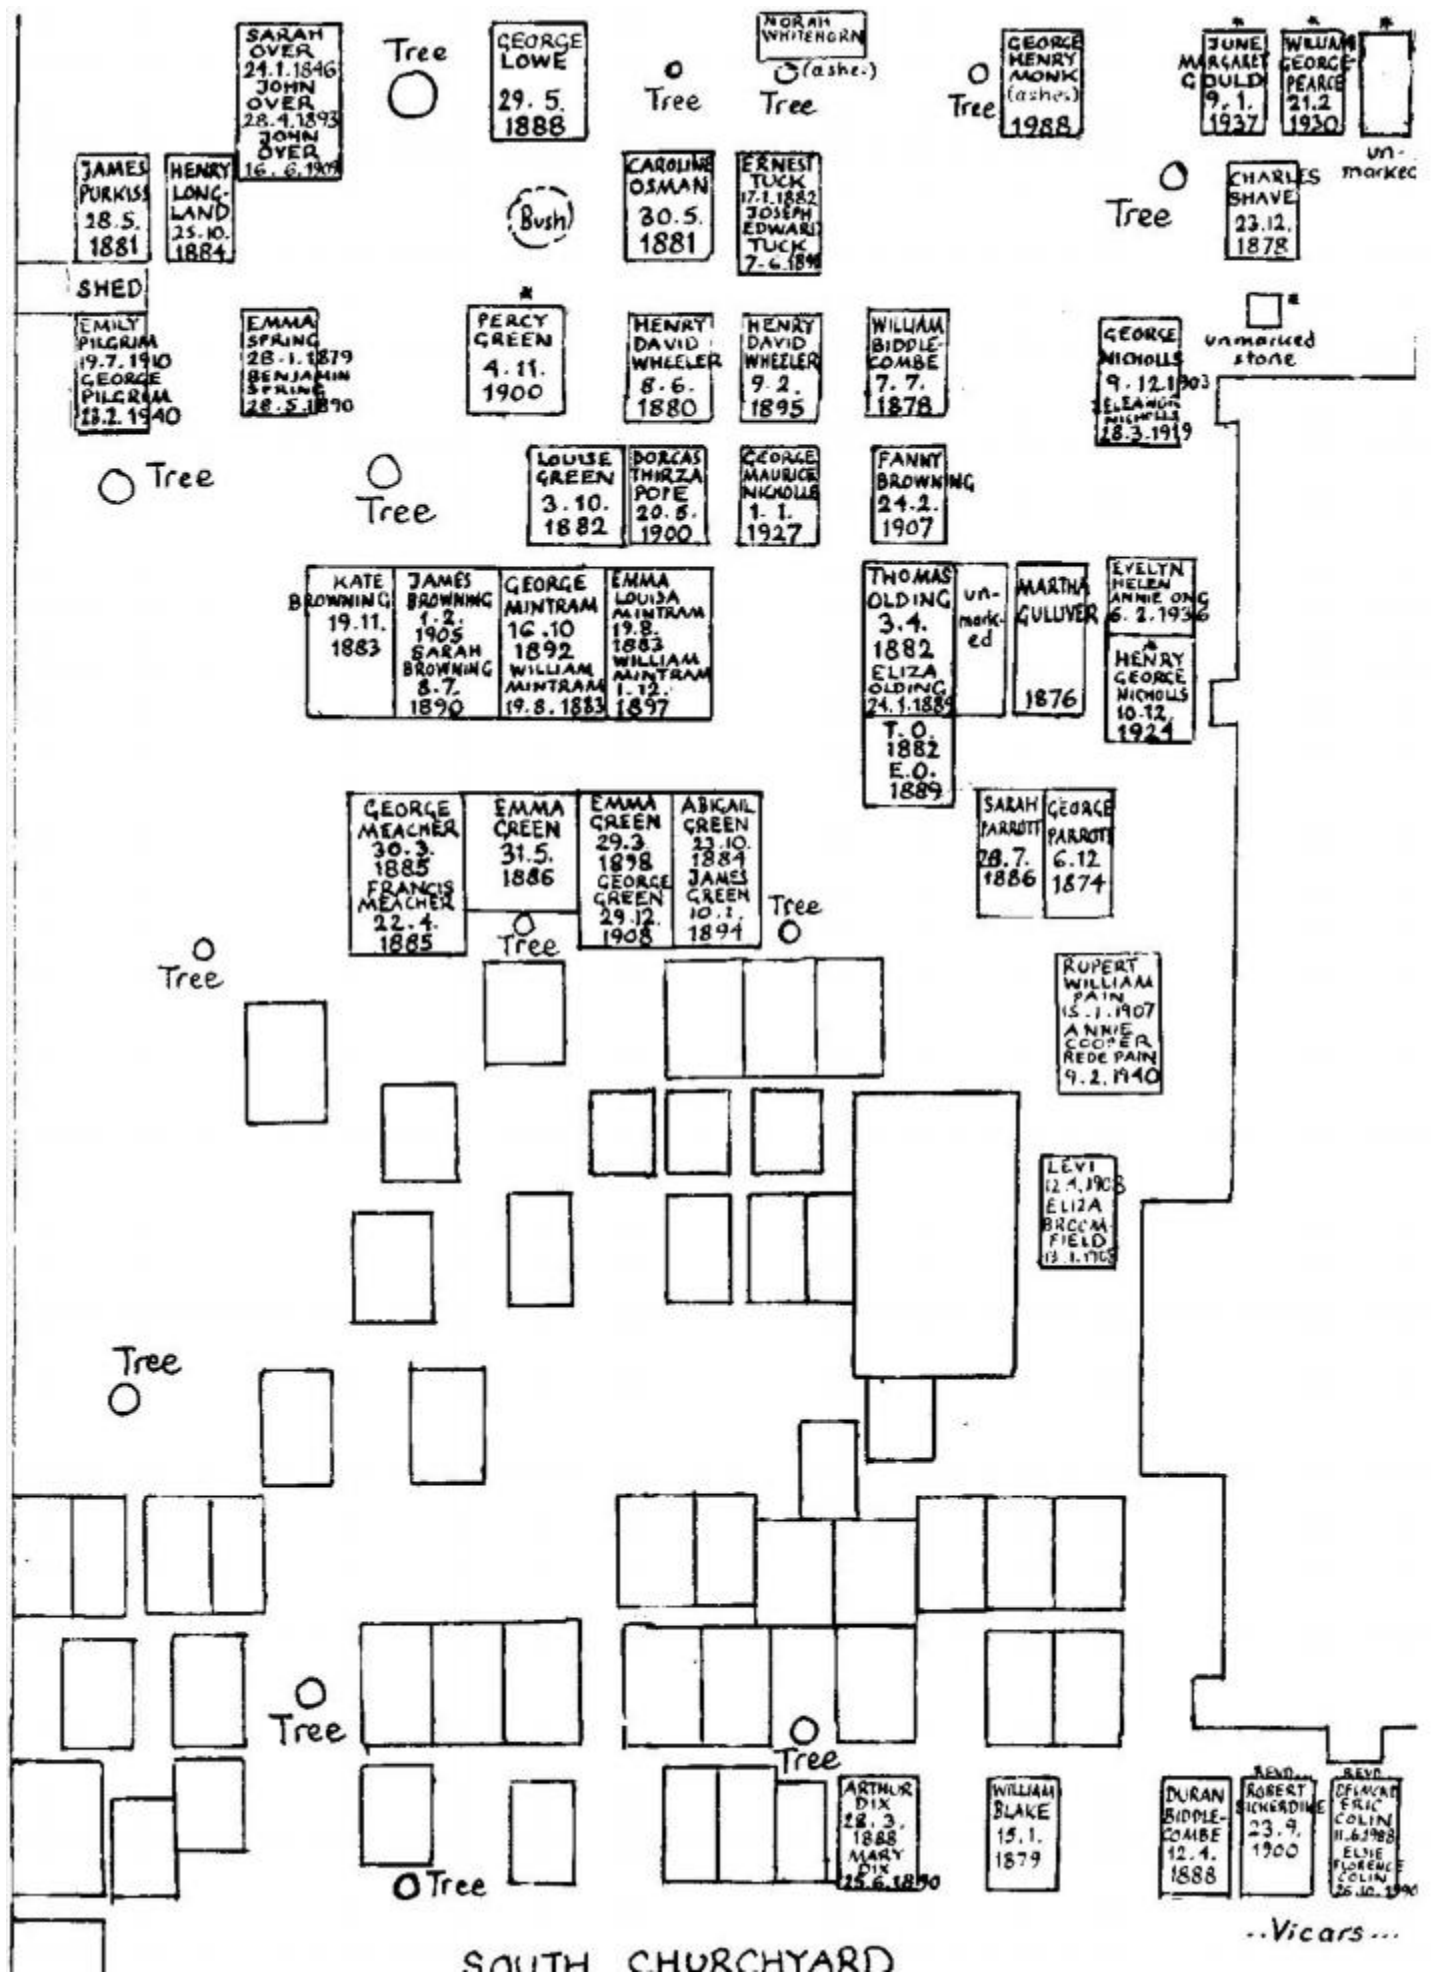 SARAH
OVER
24.1.1846
JOHN
OVER
28.4.1893
JOHN
OVER
16.6.1909
Tree
GEORGE
LOWE
29.5.
1888
Tree
NORAH
WHITEHORN
(ashes)
Tree
Tree
GEORGE
HENRY
MONK
(ashes)
1988
*
JUNE
MARGARET
GOULD
9.1.
1937
*
WILLIAM
GEORGE
PEARCE
21.2
1930
*
un-
marked
JAMES
PURKISS
28.5.
1881
HENRY
LONG-
LAND
25.10.
1884
Bush
CAROLINE
OSMAN
30.5.
1881
ERNEST
TUCK
17.1.1882
JOSEPH
EDWARD
TUCK
Tree
CHARLES
SHAVE
23.12.
1878
SHED
EMILY
PILGRIM
19.7.1910
GEORGE
PILGRIM
23.2.1940
EMMA
SPRING
28.1.1879
BENJAMIN
SPRING
28.5.1890
*
PERCY
GREEN
4.11.
1900
HENRY
DAVID
WHEELER
8.6.
1880
HENRY
DAVID
WHEELER
9.2.
1895
WILLIAM
BIDDLE-
COMBE
7.7.
1878
GEORGE
NICHOLLS
9.12.1903
ELEANOR
NICHOLLS
28.3.1919
*
unmarked
stone
Tree
Tree
LOUISE
GREEN
3.10.
1882
DORCAS
THIRZA
POPE
20.5.
1900
GEORGE
MAURICE
NICHOLLS
1.1.
1927
FANNY
BROWNING
24.2.
1907
KATE
BROWNING
19.11.
1883
JAMES
BROWNING
1.2.
1905
SARAH
BROWNING
8.7.
1890
GEORGE
MINTRAM
16.10
1892
WILLIAM
MINTRAM
19.8.1883
EMMA
LOUISA
MINTRAM
19.8.
1883
WILLIAM
MINTRAM
1.12.
1897
THOMAS
OLDING
3.4.
1882
ELIZA
OLDING
24.1.1889
T.O.
1882
E.O.
1889
un-
mark-
ed
MARTHA
GULLIVER
1876
EVELYN
HELEN
ANNIE ONG
6.2.1936
*
HENRY
GEORGE
NICHOLLS
10.12.
1924
GEORGE
MEACHER
30.3.
1885
FRANCIS
MEACHER
22.4.
1885
EMMA
GREEN
31.5.
1886
Tree
EMMA
GREEN
29.3.
1898
GEORGE
GREEN
29.12.
1908
ABIGAIL
GREEN
23.10.
1884
JAMES
GREEN
10.1.
1894
Tree
SARAH
PARROTT
28.7.
1886
GEORGE
PARROTT
6.12
1874
Tree
RUPERT
WILLIAM
PAIN
15.1.1907
ANNIE
COOPER
REDE PAIN
9.2.1940
LEVI
12.4.1908
ELIZA
BROOM-
FIELD
Tree
Tree
Tree
Tree
ARTHUR
DIX
28.3.
1888
MARY
DIX
25.6.1890
WILLIAM
BLAKE
15.1.
1879
DURAN
BIDDLE-
COMBE
12.4.
1888
REVD.
ROBERT
BICKERDIKE
23.9.
1900
REVD.
ERIC
COLIN
11.6.1988
ELSIE
FLORENCE
COLIN
26.10.1990
..Vicars...
SOUTH CHURCHYARD